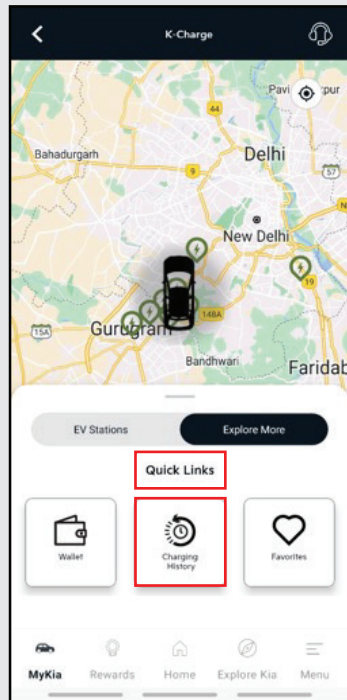 K-Charge
Pavi pur
44
Bahadurgarh
Delhi
9
57
New Delhi
19
15A
Gurugram
148A
Bandhwari
Faridab
EV Stations
Explore More
Quick Links
Wallet
Charging
History
Favorites
MyKia
Rewards
Home
Explore Kia
Menu